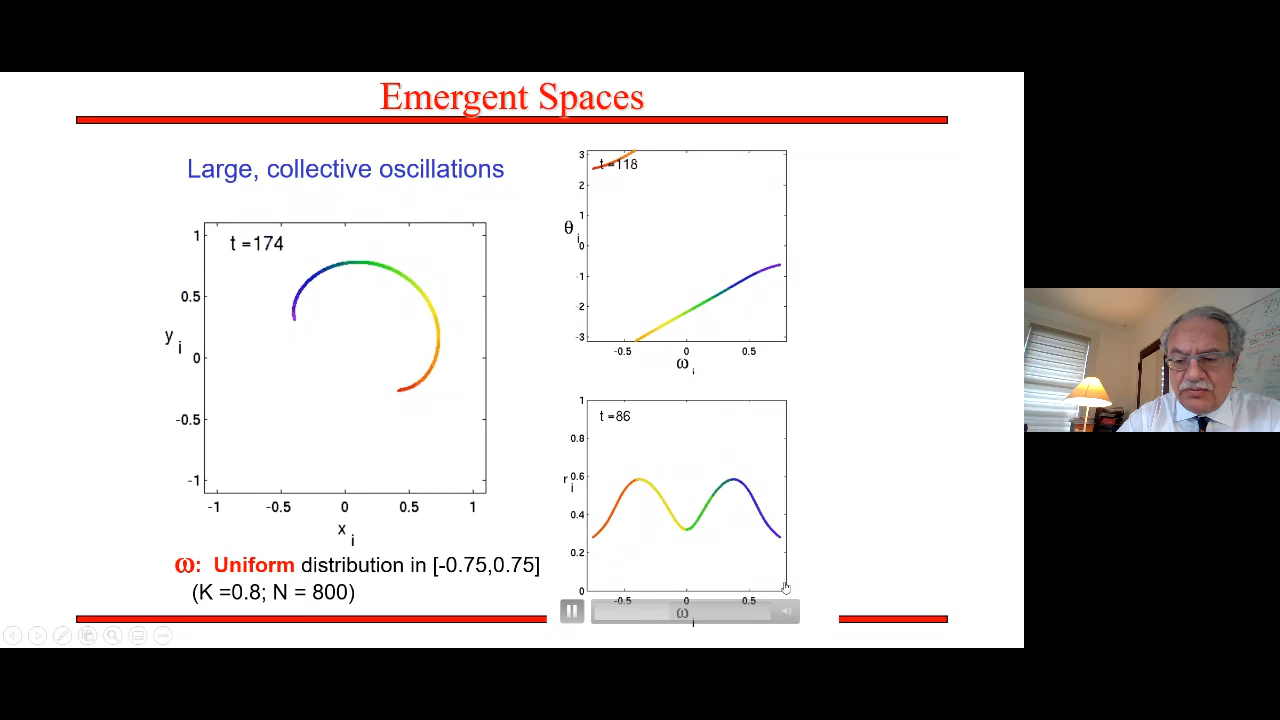 Emergent Spaces
Large, collective oscillations
t =174
1
0.5
0
-0.5
-1
y i
-1 -0.5 0 0.5 1
x i
ω: Uniform distribution in [-0.75,0.75]
(K =0.8; N = 800)
t =118
3
2
1
0
-1
-2
-3
θ i
-0.5 0 0.5
ω i
t =86
1
0.8
0.6
0.4
0.2
0
r i
-0.5 0 0.5
ω i